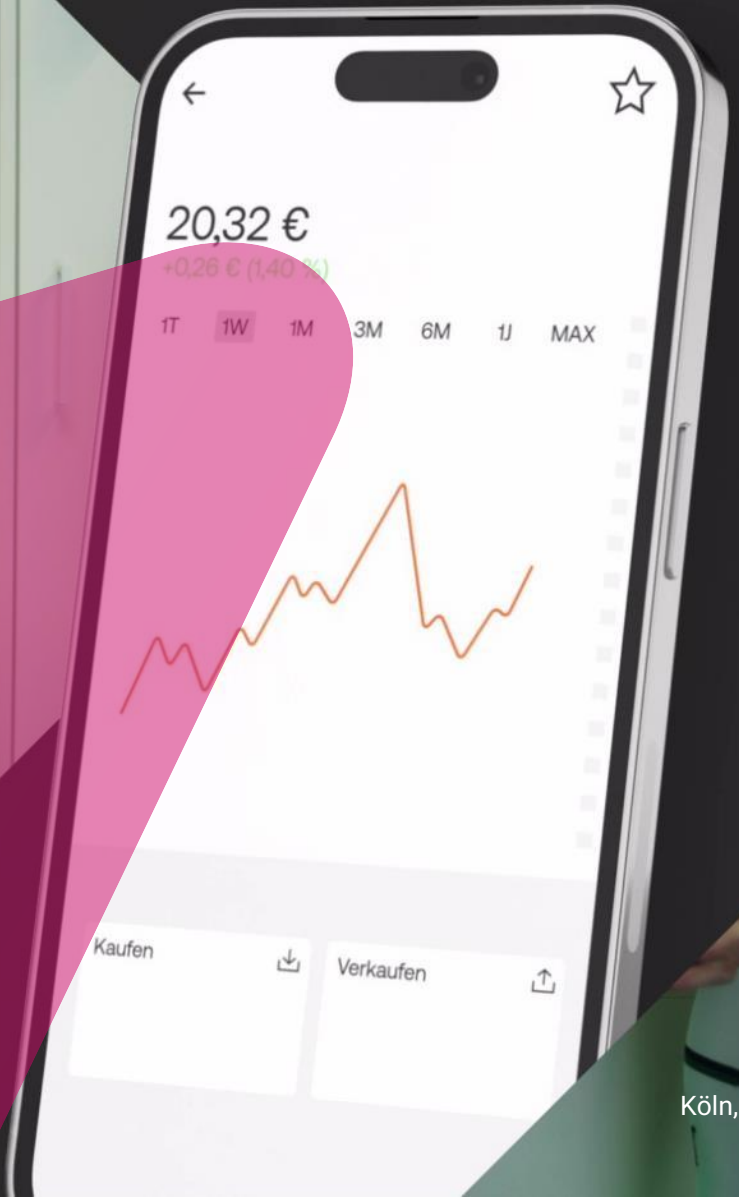 20,32 €
+0,26 € (1,40 %)
1T 1W 1M 3M 6M 1J MAX
Kaufen Verkaufen
Köln,